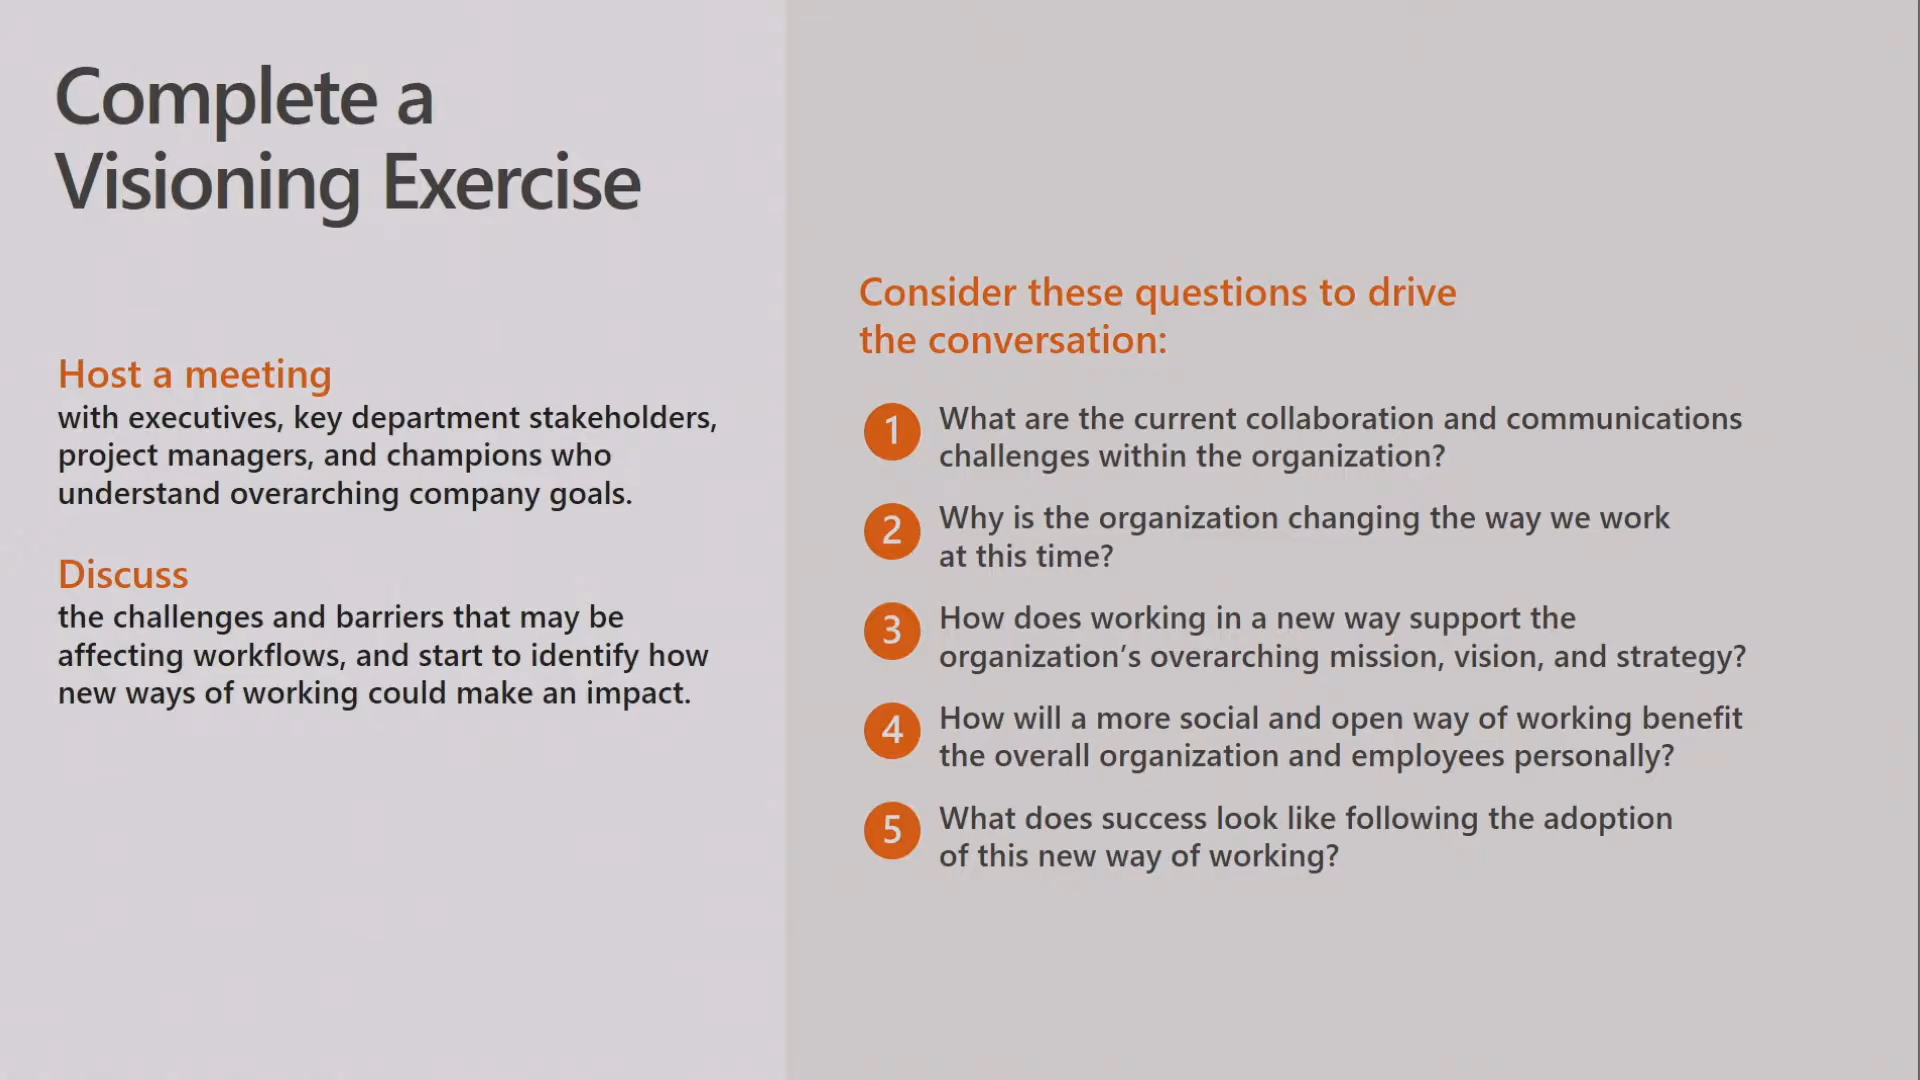 Complete a
Visioning Exercise
Host a meeting
with executives, key department stakeholders,
project managers, and champions who
understand overarching company goals.
Discuss
the challenges and barriers that may be
affecting workflows, and start to identify how
new ways of working could make an impact.
Consider these questions to drive
the conversation:
1 What are the current collaboration and communications
challenges within the organization?
2 Why is the organization changing the way we work
at this time?
3 How does working in a new way support the
organization’s overarching mission, vision, and strategy?
4 How will a more social and open way of working benefit
the overall organization and employees personally?
5 What does success look like following the adoption
of this new way of working?